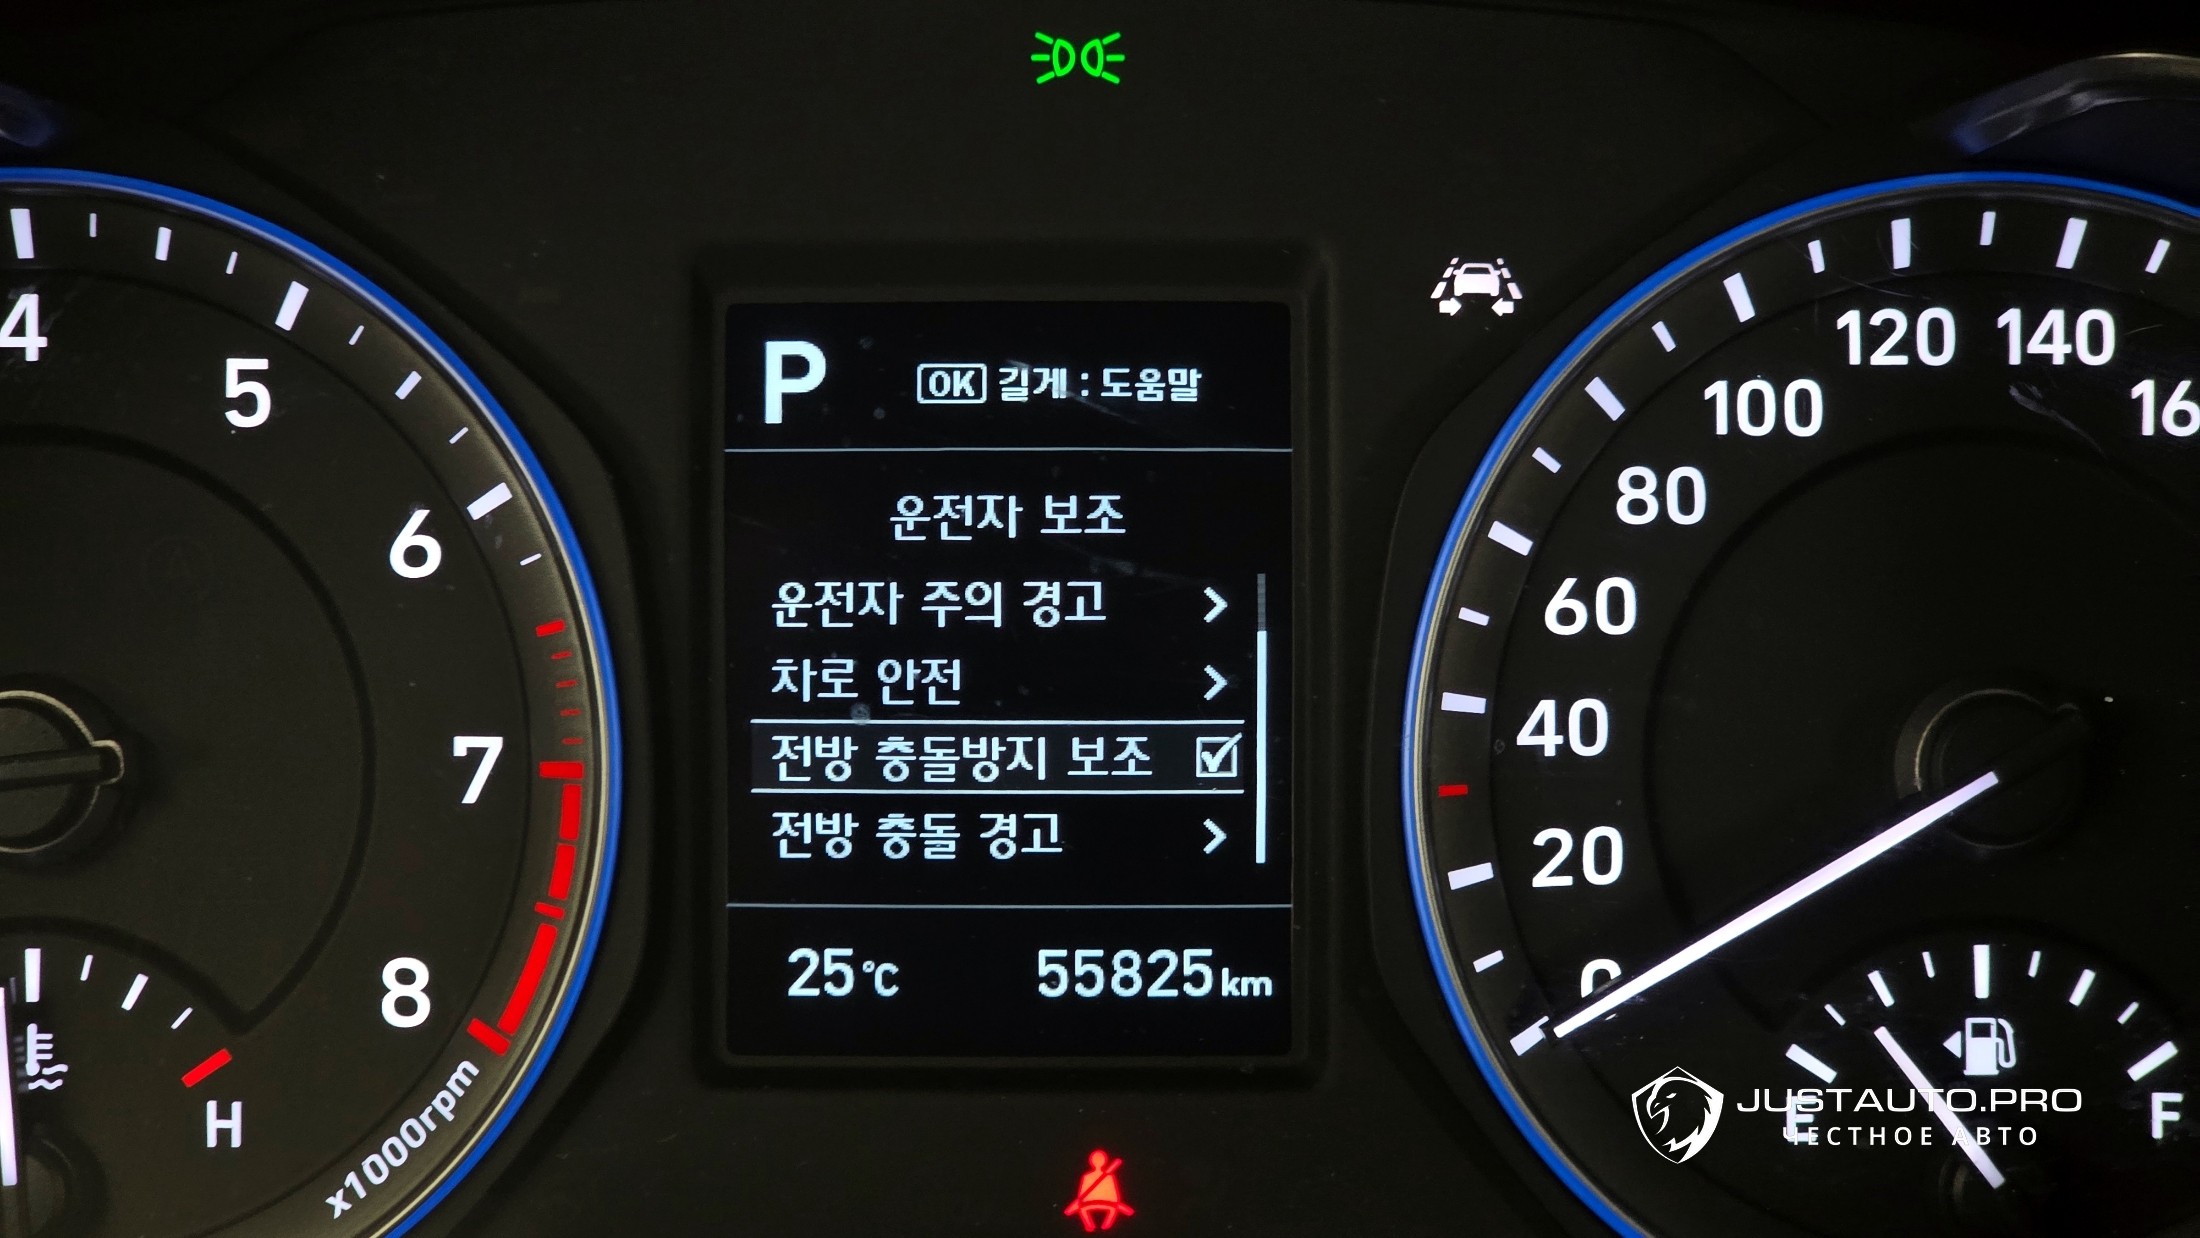 P
OK 길게 : 도움말
운전자 보조
운전자 주의 경고
차로 안전
전방 충돌방지 보조
전방 충돌 경고
25°C
55825km
4
5
6
7
8
x1000rpm
H
0
20
40
60
80
100
120
140
16
E
F
JUSTAUTO.PRO
ЧЕСТНОЕ АВТО